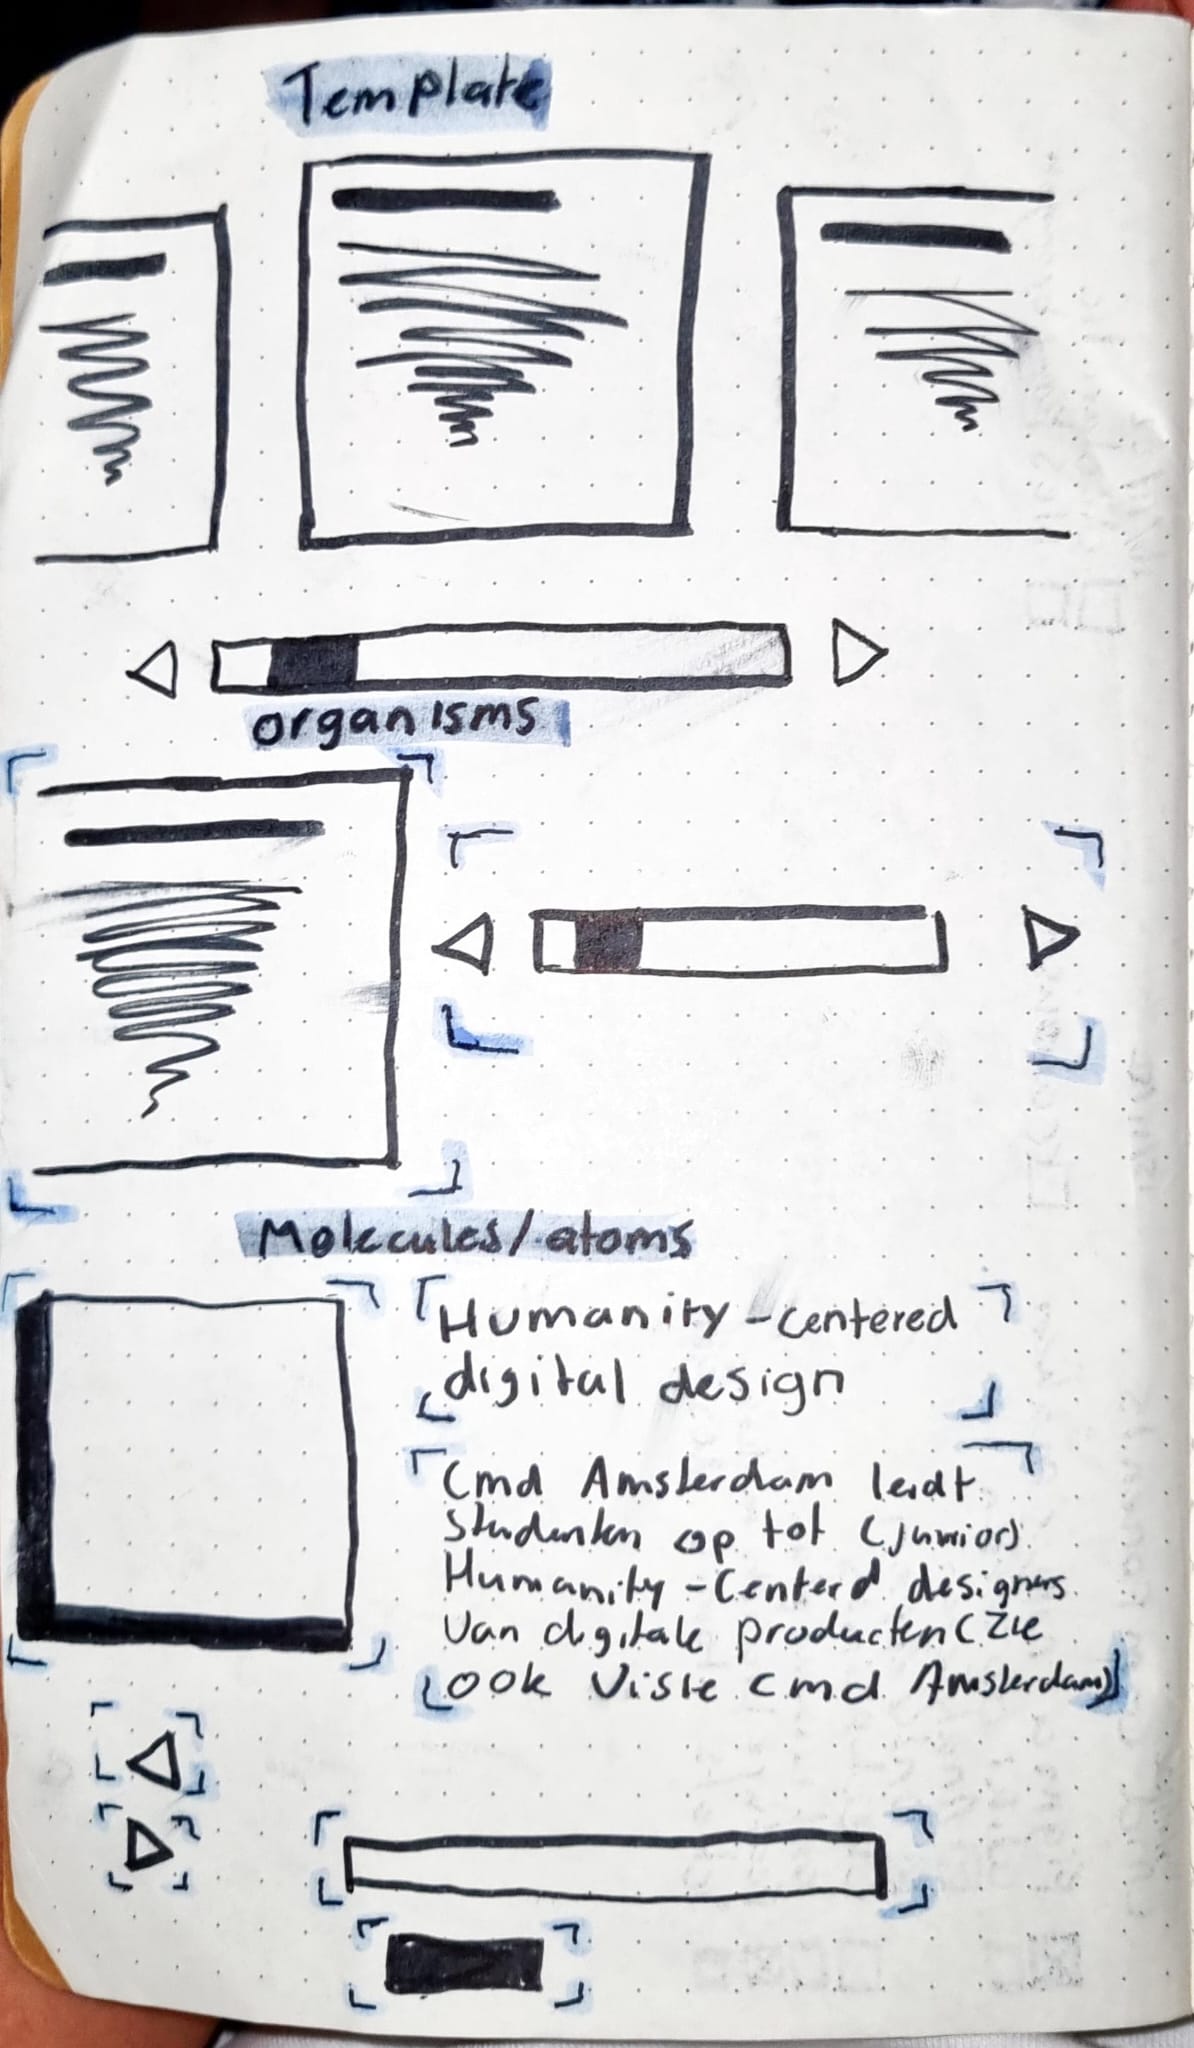 Template
organisms
Molecules/atoms
Humanity-centered
digital design
Cmd Amsterdam leidt
Studenten op tot (junior)
Humanity-Centerd designers
Van digitale producten (zie
ook Visie cmd Amsterdam)